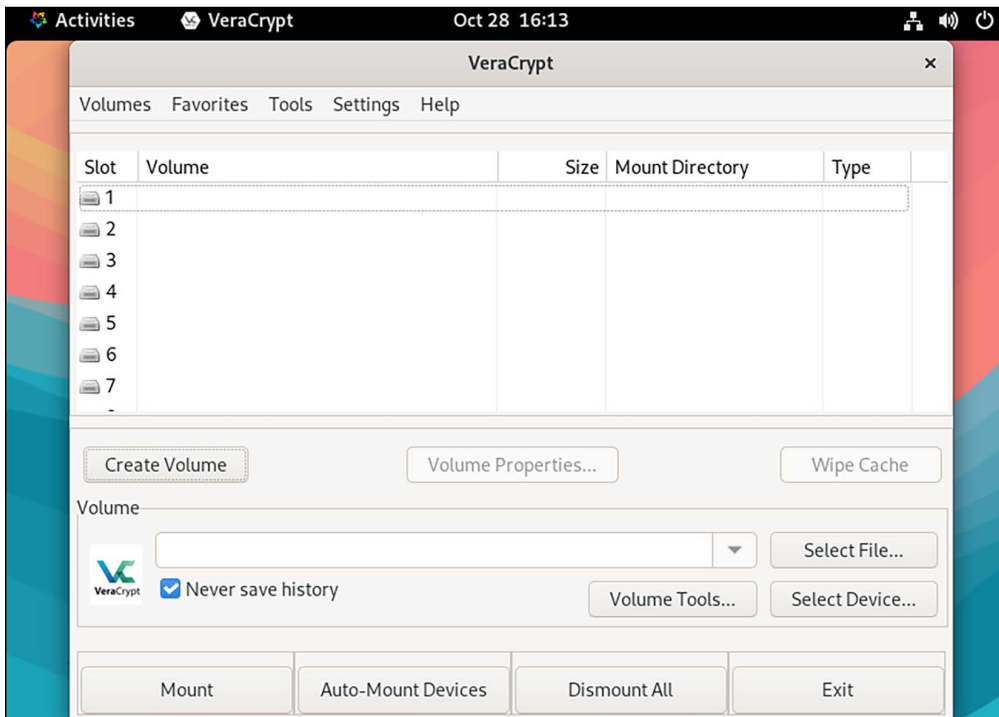 Activities VeraCrypt Oct 28 16:13
VeraCrypt ×
Volumes Favorites Tools Settings Help
Slot Volume Size Mount Directory Type
1
2
3
4
5
6
7
Create Volume Volume Properties... Wipe Cache
Volume
Select File...
VeraCrypt Never save history
Volume Tools... Select Device...
Mount Auto-Mount Devices Dismount All Exit